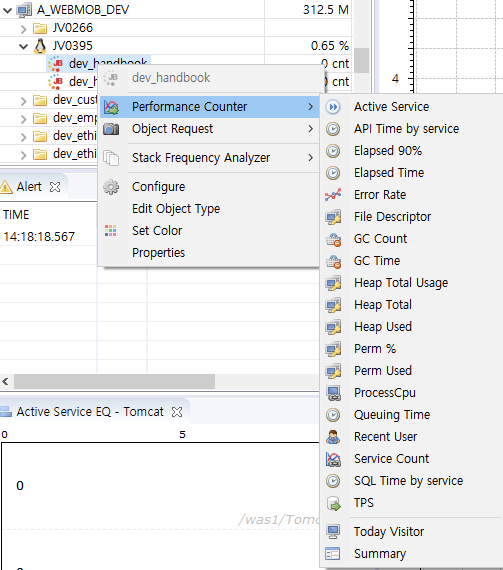 A_WEBMOB_DEV 312.5 M
JV0266
JV0395 0.65 %
dev_handbook 0 cnt
dev_h 0 cnt
dev_cust
dev_emp
dev_ethi
dev_ethi
4
dev_handbook
Performance Counter
Object Request
Stack Frequency Analyzer
Configure
Edit Object Type
Set Color
Properties
Active Service
API Time by service
Elapsed 90%
Elapsed Time
Error Rate
File Descriptor
GC Count
GC Time
Heap Total Usage
Heap Total
Heap Used
Perm %
Perm Used
ProcessCpu
Queuing Time
Recent User
Service Count
SQL Time by service
TPS
Today Visitor
Summary
Alert
TIME
14:18:18.567
Active Service EQ - Tomcat
0 5
0
/was1/Tomc